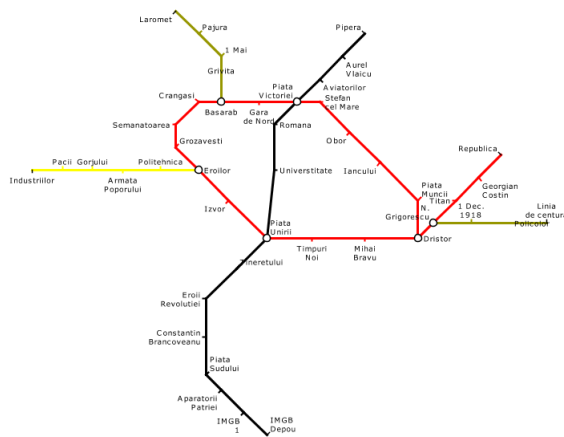 Laromet
Pajura
1 Mai
Grivita
Pipera
Aurel
Vlaicu
Aviatorilor
Piata
Victoriei
Stefan
cel Mare
Crangasi
Basarab
Gara
de Nord
Semanatoarea
Romana
Grozavesti
Obor
Iancului
Republica
Pacii
Gorjului
Politehnica
Eroilor
Universtitate
Industriilor
Armata
Poporului
Georgian
Costin
Piata
Muncii
Titan
N.
Grigorescu
1 Dec.
1918
Linia
de centura
Policolor
Izvor
Piata
Unirii
Dristor
Timpuri
Noi
Mihai
Bravu
Tineretului
Eroii
Revolutiei
Constantin
Brancoveanu
Piata
Sudului
Aparatorii
Patriei
IMGB
1
IMGB
Depou